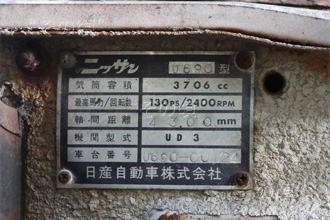 ニッサン U690 型
気筒容積 3706 cc
最高馬力/回転数 130PS/2400RPM
軸間距離 4300 mm
機関型式 UD3
車台番号
日産自動車株式会社